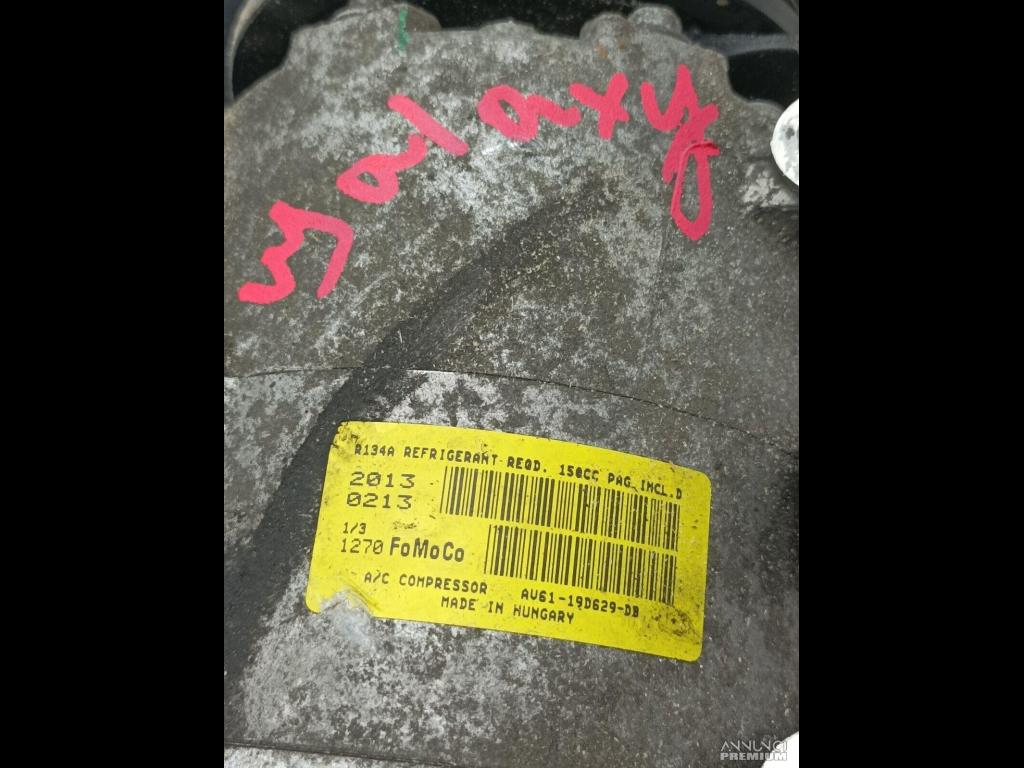 galaxy
R134A REFRIGERANT REQD. 150CC PAG INCL.D
2013
0213
1/3
1270 FoMoCo
A/C COMPRESSOR AV61-19D629-DB
MADE IN HUNGARY
ANNUNCI
PREMIUM